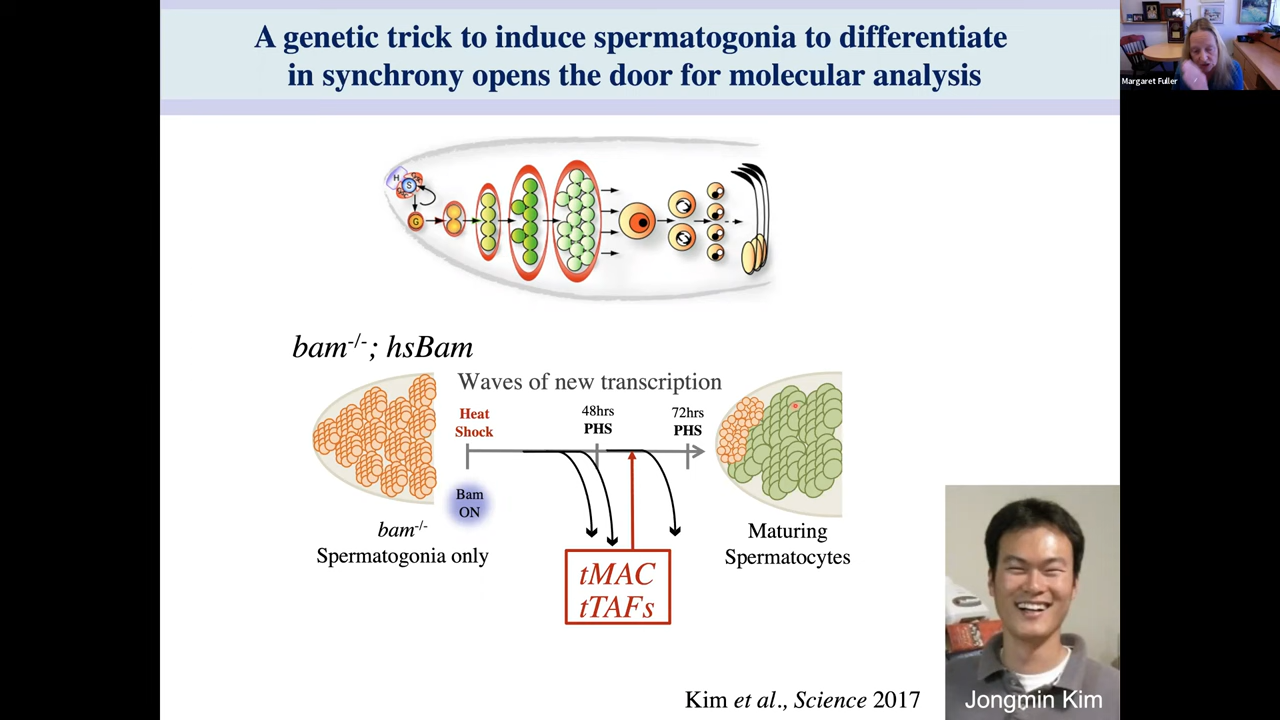 A genetic trick to induce spermatogonia to differentiate
in synchrony opens the door for molecular analysis
Margaret Fuller
H
S
G
bam-/-; hsBam
Waves of new transcription
Heat
Shock
48hrs
PHS
72hrs
PHS
Bam
ON
bam-/-
Spermatogonia only
Maturing
Spermatocytes
tMAC
tTAFs
Kim et al., Science 2017
Jongmin Kim